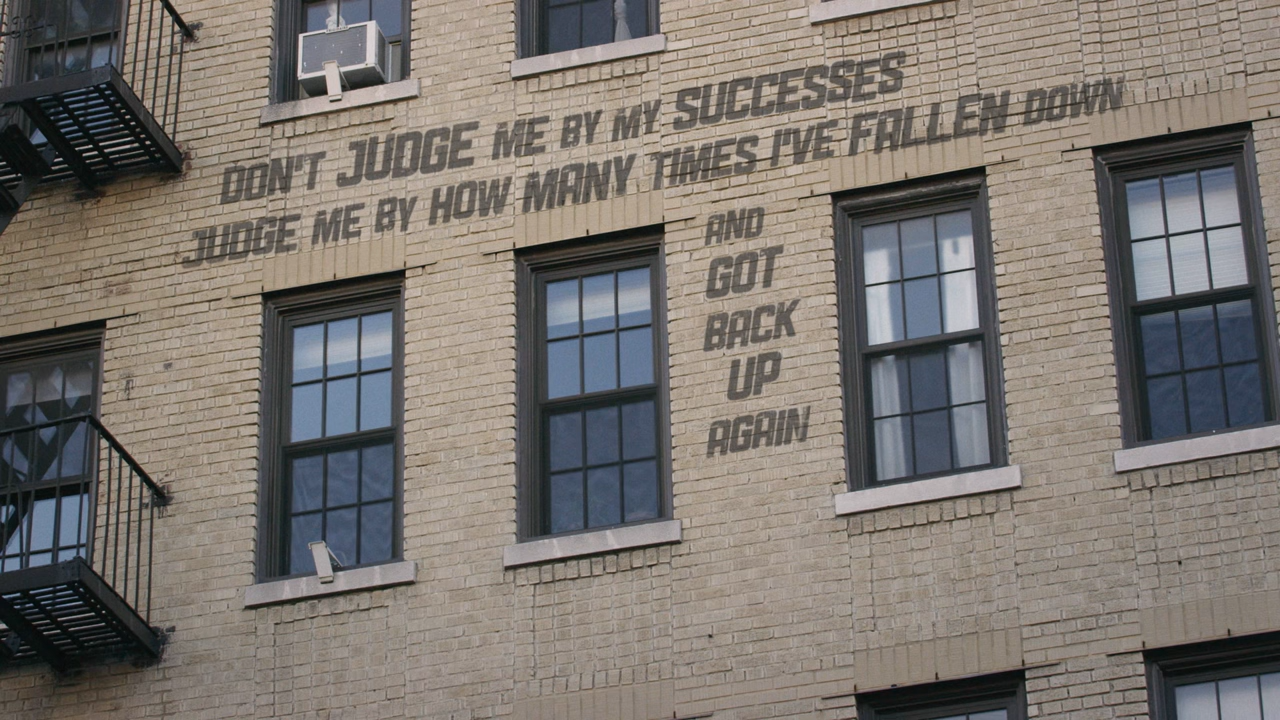 DON'T JUDGE ME BY MY SUCCESSES
JUDGE ME BY HOW MANY TIMES I'VE FALLEN DOWN
AND
GOT
BACK
UP
AGAIN